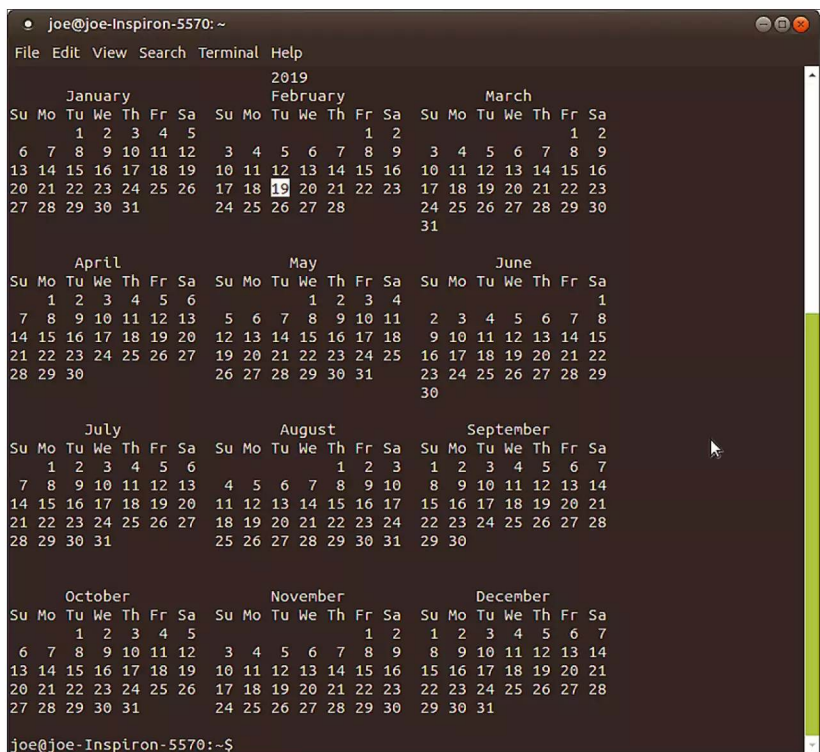 joe@joe-Inspiron-5570: ~
File Edit View Search Terminal Help
2019
January February March
Su Mo Tu We Th Fr Sa Su Mo Tu We Th Fr Sa Su Mo Tu We Th Fr Sa
1 2 3 4 5 1 2 1 2
6 7 8 9 10 11 12 3 4 5 6 7 8 9 3 4 5 6 7 8 9
13 14 15 16 17 18 19 10 11 12 13 14 15 16 10 11 12 13 14 15 16
20 21 22 23 24 25 26 17 18 19 20 21 22 23 17 18 19 20 21 22 23
27 28 29 30 31 24 25 26 27 28 24 25 26 27 28 29 30
31
April May June
Su Mo Tu We Th Fr Sa Su Mo Tu We Th Fr Sa Su Mo Tu We Th Fr Sa
1 2 3 4 5 6 1 2 3 4 1
7 8 9 10 11 12 13 5 6 7 8 9 10 11 2 3 4 5 6 7 8
14 15 16 17 18 19 20 12 13 14 15 16 17 18 9 10 11 12 13 14 15
21 22 23 24 25 26 27 19 20 21 22 23 24 25 16 17 18 19 20 21 22
28 29 30 26 27 28 29 30 31 23 24 25 26 27 28 29
30
July August September
Su Mo Tu We Th Fr Sa Su Mo Tu We Th Fr Sa Su Mo Tu We Th Fr Sa
1 2 3 4 5 6 1 2 3 1 2 3 4 5 6 7
7 8 9 10 11 12 13 4 5 6 7 8 9 10 8 9 10 11 12 13 14
14 15 16 17 18 19 20 11 12 13 14 15 16 17 15 16 17 18 19 20 21
21 22 23 24 25 26 27 18 19 20 21 22 23 24 22 23 24 25 26 27 28
28 29 30 31 25 26 27 28 29 30 31 29 30
October November December
Su Mo Tu We Th Fr Sa Su Mo Tu We Th Fr Sa Su Mo Tu We Th Fr Sa
1 2 3 4 5 1 2 1 2 3 4 5 6 7
6 7 8 9 10 11 12 3 4 5 6 7 8 9 8 9 10 11 12 13 14
13 14 15 16 17 18 19 10 11 12 13 14 15 16 15 16 17 18 19 20 21
20 21 22 23 24 25 26 17 18 19 20 21 22 23 22 23 24 25 26 27 28
27 28 29 30 31 24 25 26 27 28 29 30 29 30 31
joe@joe-Inspiron-5570:~$